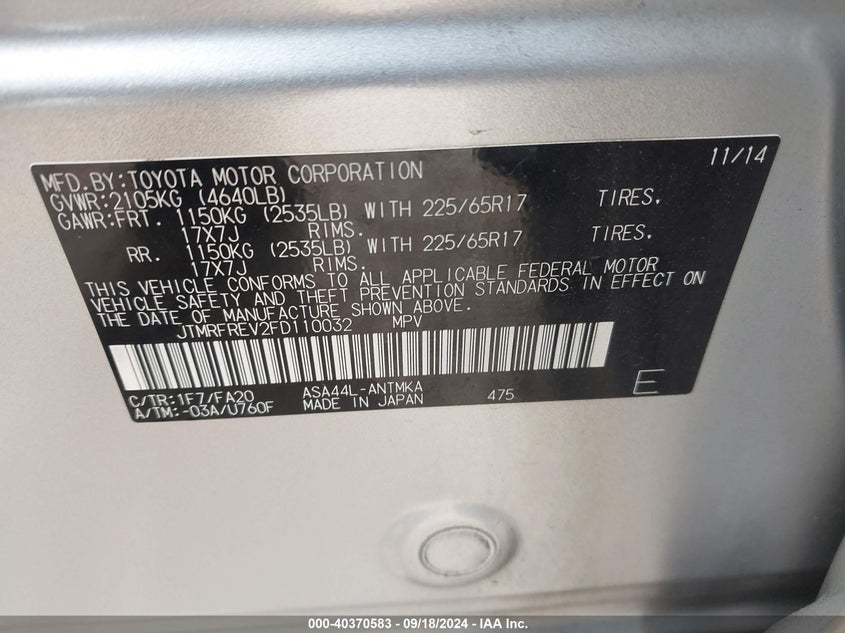 11/14
MFD.BY:TOYOTA MOTOR CORPORATION
GVWR:2105KG (4640LB)
GAWR:FRT. 1150KG (2535LB) WITH 225/65R17 TIRES,
17X7J RIMS.
RR. 1150KG (2535LB) WITH 225/65R17 TIRES,
17X7J RIMS.
THIS VEHICLE CONFORMS TO ALL APPLICABLE FEDERAL MOTOR
VEHICLE SAFETY AND THEFT PREVENTION STANDARDS IN EFFECT ON
THE DATE OF MANUFACTURE SHOWN ABOVE.
JTMRFREV2FD110032 MPV
C/TR:1F7/FA20 ASA44L-ANTMKA 475 E
A/TM:-03A/U760F MADE IN JAPAN
000-40370583 - 09/18/2024 - IAA Inc.